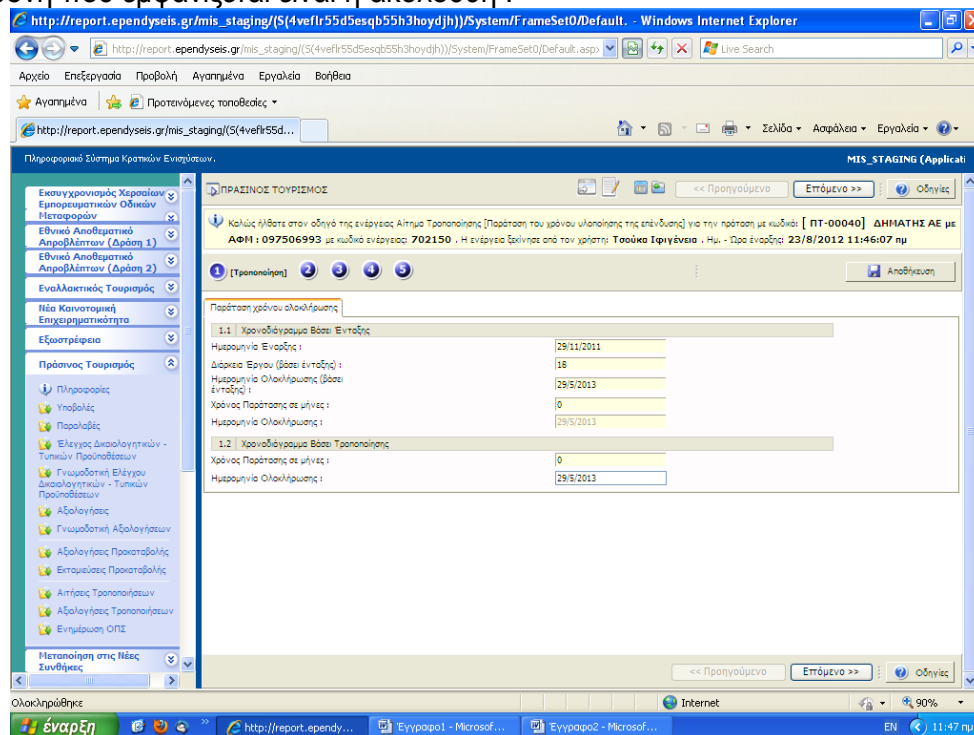 οθόνη που εμφανίζεται είναι η ακόλουθη :
http://report.ependyseis.gr/mis_staging/(S(4veflr55d5esqb55h3hoydjh))/System/FrameSet0/Default. - Windows Internet Explorer
http://report.ependyseis.gr/mis_staging/(S(4veflr55d5esqb55h3hoydjh))/System/FrameSet0/Default.asp
Live Search
Αρχείο Επεξεργασία Προβολή Αγαπημένα Εργαλεία Βοήθεια
Αγαπημένα Προτεινόμενες τοποθεσίες
http://report.ependyseis.gr/mis_staging/(S(4veflr55d...
Σελίδα Ασφάλεια Εργαλεία
Πληροφοριακό Σύστημα Κρατικών Ενισχύσεων. MIS_STAGING (Applicati
Εκσυγχρονισμός Χερσαίων
Εμπορευματικών Οδικών
Μεταφορών
Εθνικό Αποθεματικό
Απροβλέπτων (Δράση 1)
Εθνικό Αποθεματικό
Απροβλέπτων (Δράση 2)
Εναλλακτικός Τουρισμός
Νέα Καινοτομική
Επιχειρηματικότητα
Εξωστρέφεια
Πράσινος Τουρισμός
Πληροφορίες
Υποβολές
Παραλαβές
Έλεγχος Δικαιολογητικών -
Τυπικών Προϋποθέσεων
Γνωμοδοτική Ελέγχου
Δικαιολογητικών - Τυπικών
Προϋποθέσεων
Αξιολογήσεις
Γνωμοδοτική Αξιολογήσεων
Αξιολογήσεις Προκαταβολής
Εκταμιεύσεις Προκαταβολής
Αιτήσεις Τροποποιήσεων
Αξιολογήσεις Τροποποιήσεων
Ενημέρωση ΟΠΣ
Μεταποίηση στις Νέες
Συνθήκες
ΠΡΑΣΙΝΟΣ ΤΟΥΡΙΣΜΟΣ
<< Προηγούμενο Επόμενο >> Οδηγίες
Καλώς ήλθατε στον οδηγό της ενέργειας Αίτημα Τροποποίησης [Παράταση του χρόνου υλοποίησης της επένδυσης] για την πρόταση με κωδικό: [ ΠΤ-00040] ΔΗΜΑΤΗΣ ΑΕ με
ΑΦΜ : 097506993 με κωδικό ενέργειας: 702150 . Η ενέργεια ξεκίνησε από τον χρήστη: Τσούκα Ιφιγένεια . Ημ. - Ώρα έναρξης: 23/8/2012 11:46:07 πμ
1 [Τροποποίηση] 2 3 4 5
Αποθήκευση
Παράταση χρόνου ολοκλήρωσης
1.1 Χρονοδιάγραμμα Βάσει Ένταξης
Ημερομηνία Έναρξης : 29/11/2011
Διάρκεια Έργου (βάσει ένταξης) : 18
Ημερομηνία Ολοκλήρωσης (βάσει
ένταξης) : 29/5/2013
Χρόνος Παράτασης σε μήνες : 0
Ημερομηνία Ολοκλήρωσης : 29/5/2013
1.2 Χρονοδιάγραμμα Βάσει Τροποποίησης
Χρόνος Παράτασης σε μήνες : 0
Ημερομηνία Ολοκλήρωσης : 29/5/2013
<< Προηγούμενο Επόμενο >> Οδηγίες
Ολοκληρώθηκε Internet 90%
έναρξη http://report.ependy... Έγγραφο1 - Microsof... Έγγραφο2 - Microsof... EN 11:47 πμ